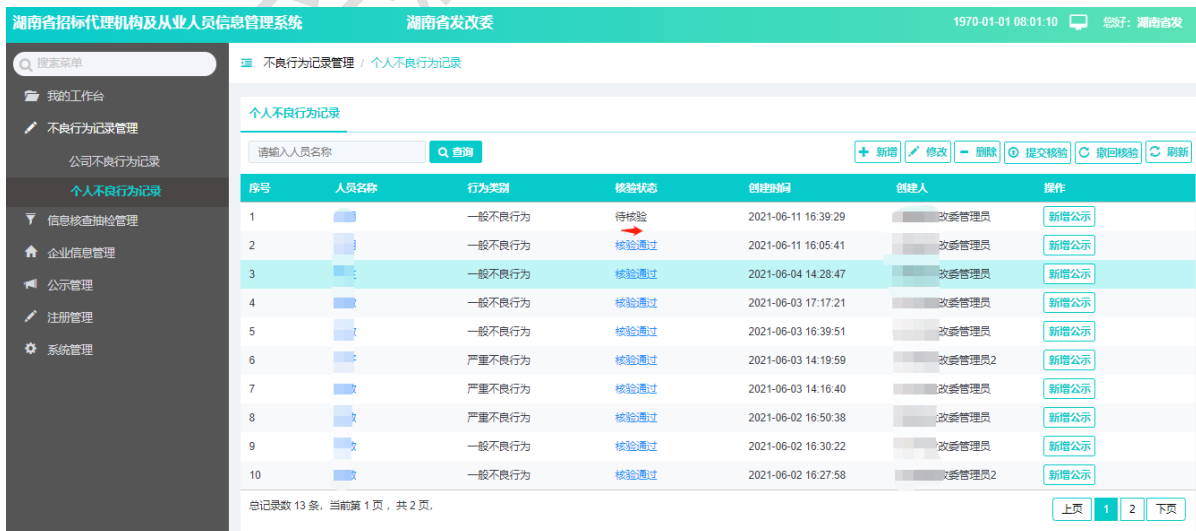 湖南省招标代理机构及从业人员信息管理系统 湖南省发改委 1970-01-01 08:01:10 您好：湖南省发
搜索菜单 不良行为记录管理 / 个人不良行为记录
我的工作台
不良行为记录管理
公司不良行为记录
个人不良行为记录
信息核查抽检管理
企业信息管理
公示管理
注册管理
系统管理
个人不良行为记录
请输入人员名称 查询 新增 修改 删除 提交核验 撤回核验 刷新
序号 人员名称 行为类别 核验状态 创建时间 创建人 操作
1 一般不良行为 待核验 2021-06-11 16:39:29 改委管理员 新增公示
2 一般不良行为 核验通过 2021-06-11 16:05:41 改委管理员 新增公示
3 一般不良行为 核验通过 2021-06-04 14:28:47 改委管理员 新增公示
4 一般不良行为 核验通过 2021-06-03 17:17:21 改委管理员 新增公示
5 一般不良行为 核验通过 2021-06-03 16:39:51 改委管理员 新增公示
6 严重不良行为 核验通过 2021-06-03 14:19:59 改委管理员2 新增公示
7 严重不良行为 核验通过 2021-06-03 14:16:40 改委管理员 新增公示
8 严重不良行为 核验通过 2021-06-02 16:50:38 改委管理员 新增公示
9 一般不良行为 核验通过 2021-06-02 16:30:22 改委管理员 新增公示
10 一般不良行为 核验通过 2021-06-02 16:27:58 改委管理员2 新增公示
总记录数 13 条，当前第 1 页，共 2 页, 上页 1 2 下页